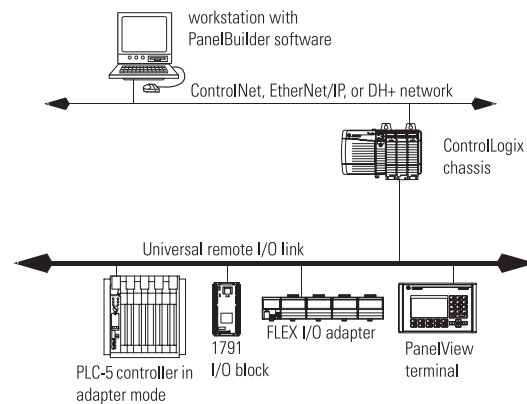 workstation with
PanelBuilder software
ControlNet, EtherNet/IP, or DH+ network
ControlLogix
chassis
Universal remote I/O link
PLC-5 controller in
adapter mode
1791
I/O block
FLEX I/O adapter
PanelView
terminal